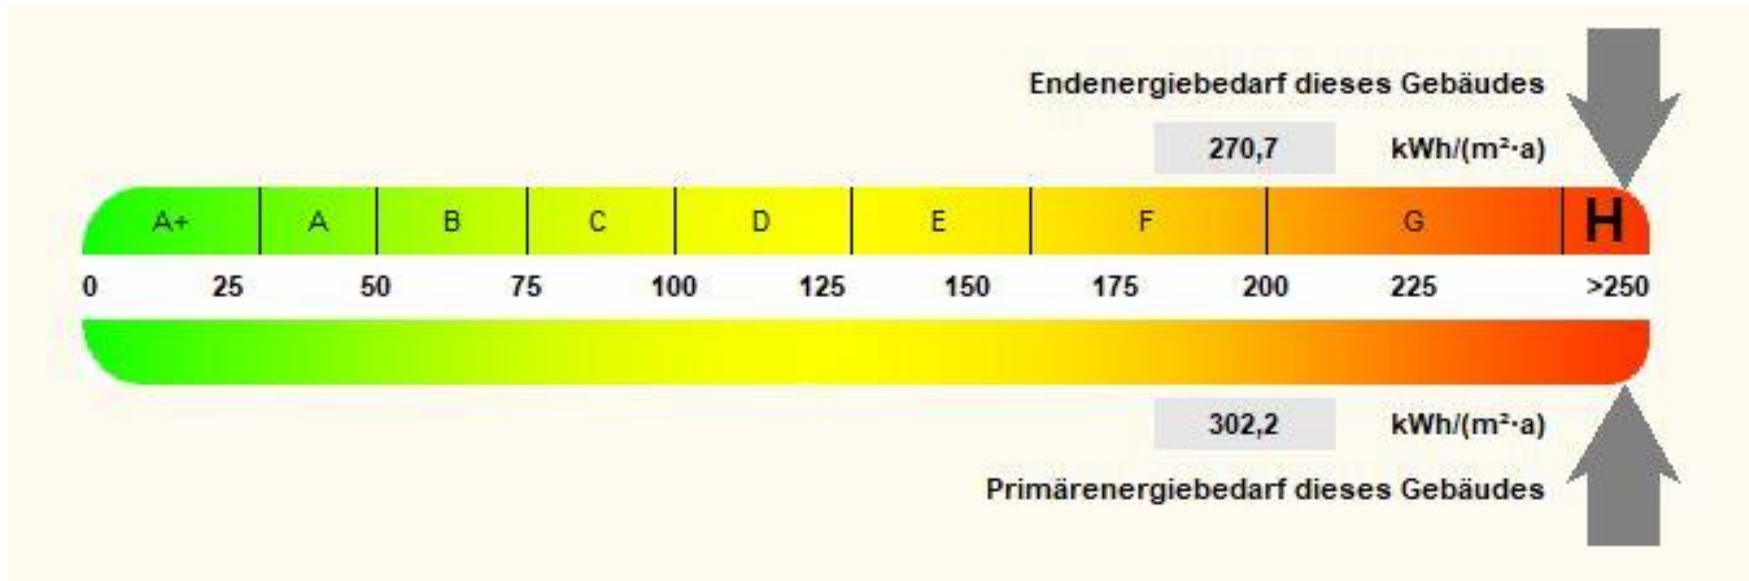 Endenergiebedarf dieses Gebäudes
270,7 kWh/(m²·a)
A+ A B C D E F G H
0 25 50 75 100 125 150 175 200 225 >250
302,2 kWh/(m²·a)
Primärenergiebedarf dieses Gebäudes